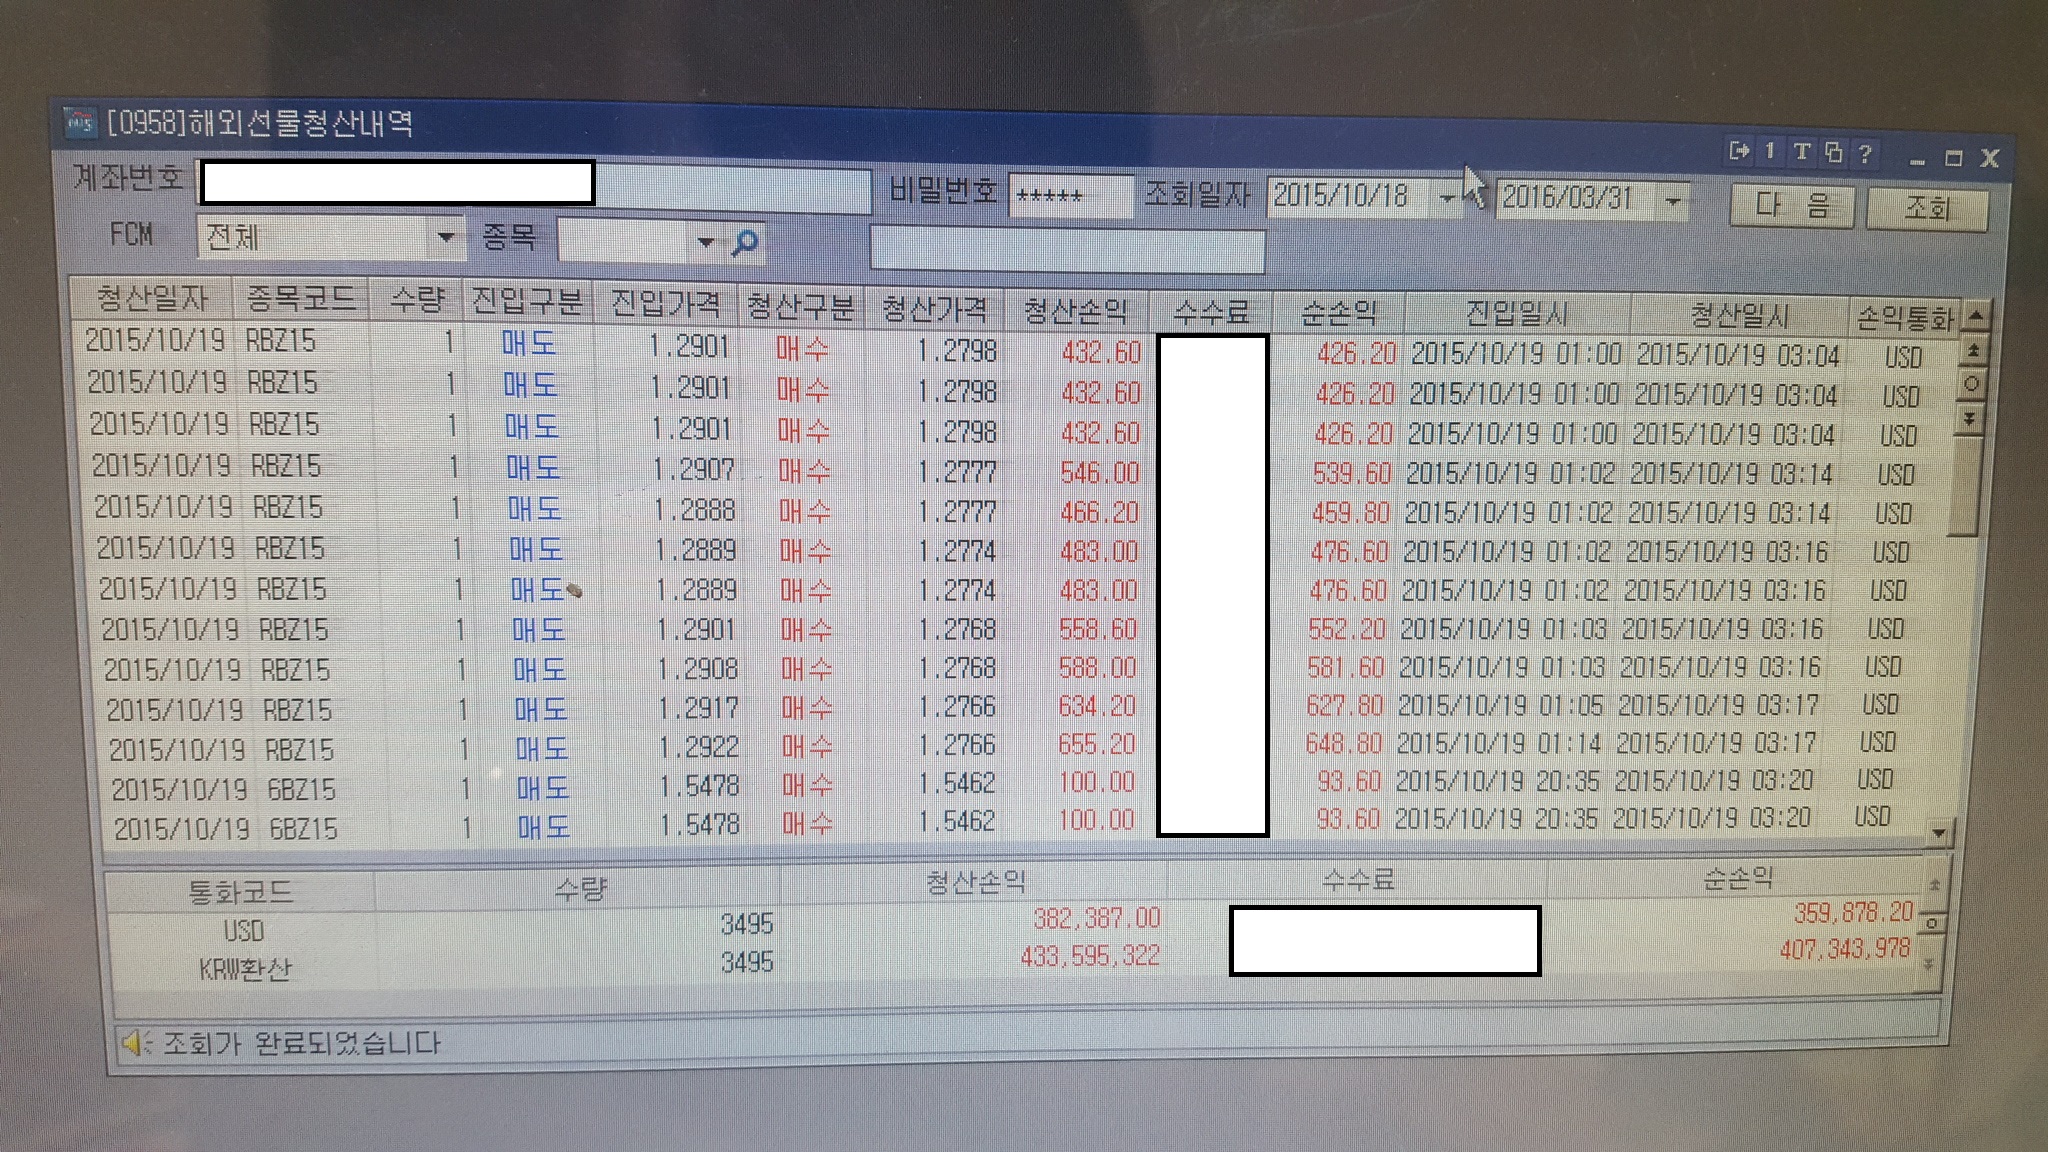 [0958]해외선물청산내역
계좌번호 비밀번호 ***** 조회일자 2015/10/18 2016/03/31 다 음 조회
FCM 전체 종목
청산일자 종목코드 수량 진입구분 진입가격 청산구분 청산가격 청산손익 수수료 순손익 진입일시 청산일시 손익통화
2015/10/19 RBZ15 1 매도 1.2901 매수 1.2798 432.60 426.20 2015/10/19 01:00 2015/10/19 03:04 USD
2015/10/19 RBZ15 1 매도 1.2901 매수 1.2798 432.60 426.20 2015/10/19 01:00 2015/10/19 03:04 USD
2015/10/19 RBZ15 1 매도 1.2901 매수 1.2798 432.60 426.20 2015/10/19 01:00 2015/10/19 03:04 USD
2015/10/19 RBZ15 1 매도 1.2907 매수 1.2777 546.00 539.60 2015/10/19 01:02 2015/10/19 03:14 USD
2015/10/19 RBZ15 1 매도 1.2888 매수 1.2777 466.20 459.80 2015/10/19 01:02 2015/10/19 03:14 USD
2015/10/19 RBZ15 1 매도 1.2889 매수 1.2774 483.00 476.60 2015/10/19 01:02 2015/10/19 03:16 USD
2015/10/19 RBZ15 1 매도 1.2889 매수 1.2774 483.00 476.60 2015/10/19 01:02 2015/10/19 03:16 USD
2015/10/19 RBZ15 1 매도 1.2901 매수 1.2768 558.60 552.20 2015/10/19 01:03 2015/10/19 03:16 USD
2015/10/19 RBZ15 1 매도 1.2908 매수 1.2768 588.00 581.60 2015/10/19 01:03 2015/10/19 03:16 USD
2015/10/19 RBZ15 1 매도 1.2917 매수 1.2766 634.20 627.80 2015/10/19 01:05 2015/10/19 03:17 USD
2015/10/19 RBZ15 1 매도 1.2922 매수 1.2766 655.20 648.80 2015/10/19 01:14 2015/10/19 03:17 USD
2015/10/19 6BZ15 1 매도 1.5478 매수 1.5462 100.00 93.60 2015/10/19 20:35 2015/10/19 03:20 USD
2015/10/19 6BZ15 1 매도 1.5478 매수 1.5462 100.00 93.60 2015/10/19 20:35 2015/10/19 03:20 USD
통화코드 수량 청산손익 수수료 순손익
USD 3495 382,387.00 359,878.20
KRW환산 3495 433,595,322 407,343,978
조회가 완료되었습니다